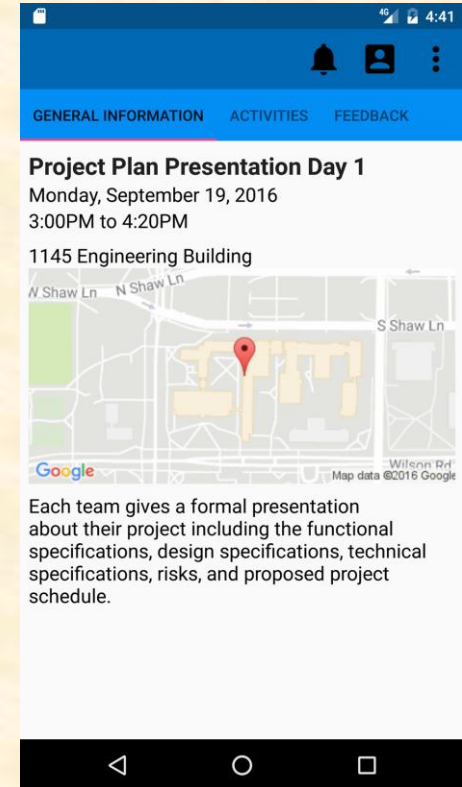 4G 4:41
GENERAL INFORMATION ACTIVITIES FEEDBACK
Project Plan Presentation Day 1
Monday, September 19, 2016
3:00PM to 4:20PM
1145 Engineering Building
W Shaw Ln N Shaw Ln
S Shaw Ln
Wilson Rd
Google Map data ©2016 Google
Each team gives a formal presentation
about their project including the functional
specifications, design specifications, technical
specifications, risks, and proposed project
schedule.